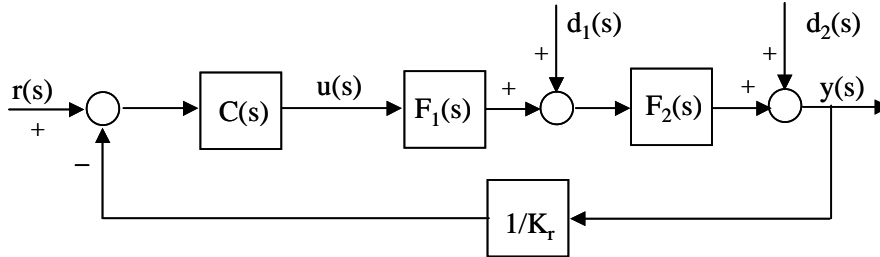 d₁(s)
d₂(s)
r(s)
+
−
C(s)
u(s)
F₁(s)
+
+
F₂(s)
+
+
y(s)
1/Kᵣ